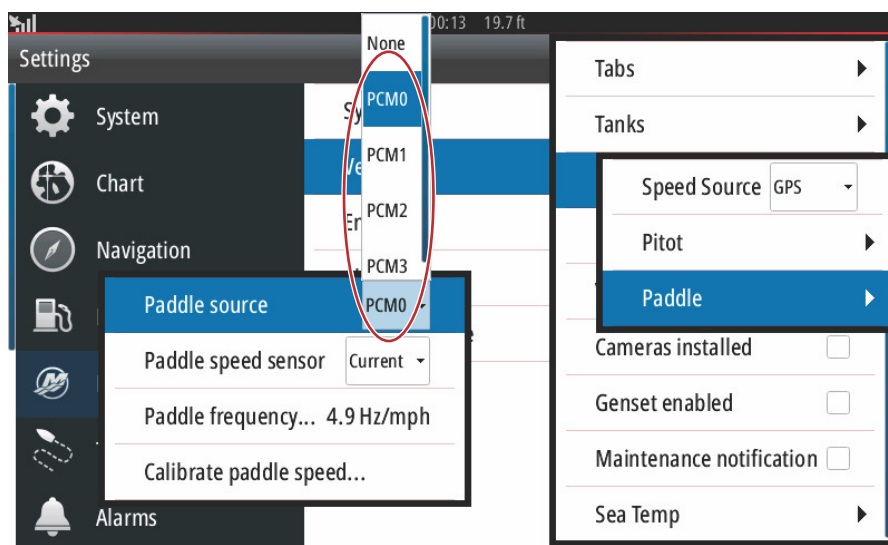 00:13 19.7 ft
Settings
System
Chart
Navigation
Alarms
None
PCM0
PCM1
PCM2
PCM3
Paddle source PCM0
Paddle speed sensor Current
Paddle frequency... 4.9 Hz/mph
Calibrate paddle speed...
Tabs
Tanks
Speed Source GPS
Pitot
Paddle
Cameras installed
Genset enabled
Maintenance notification
Sea Temp